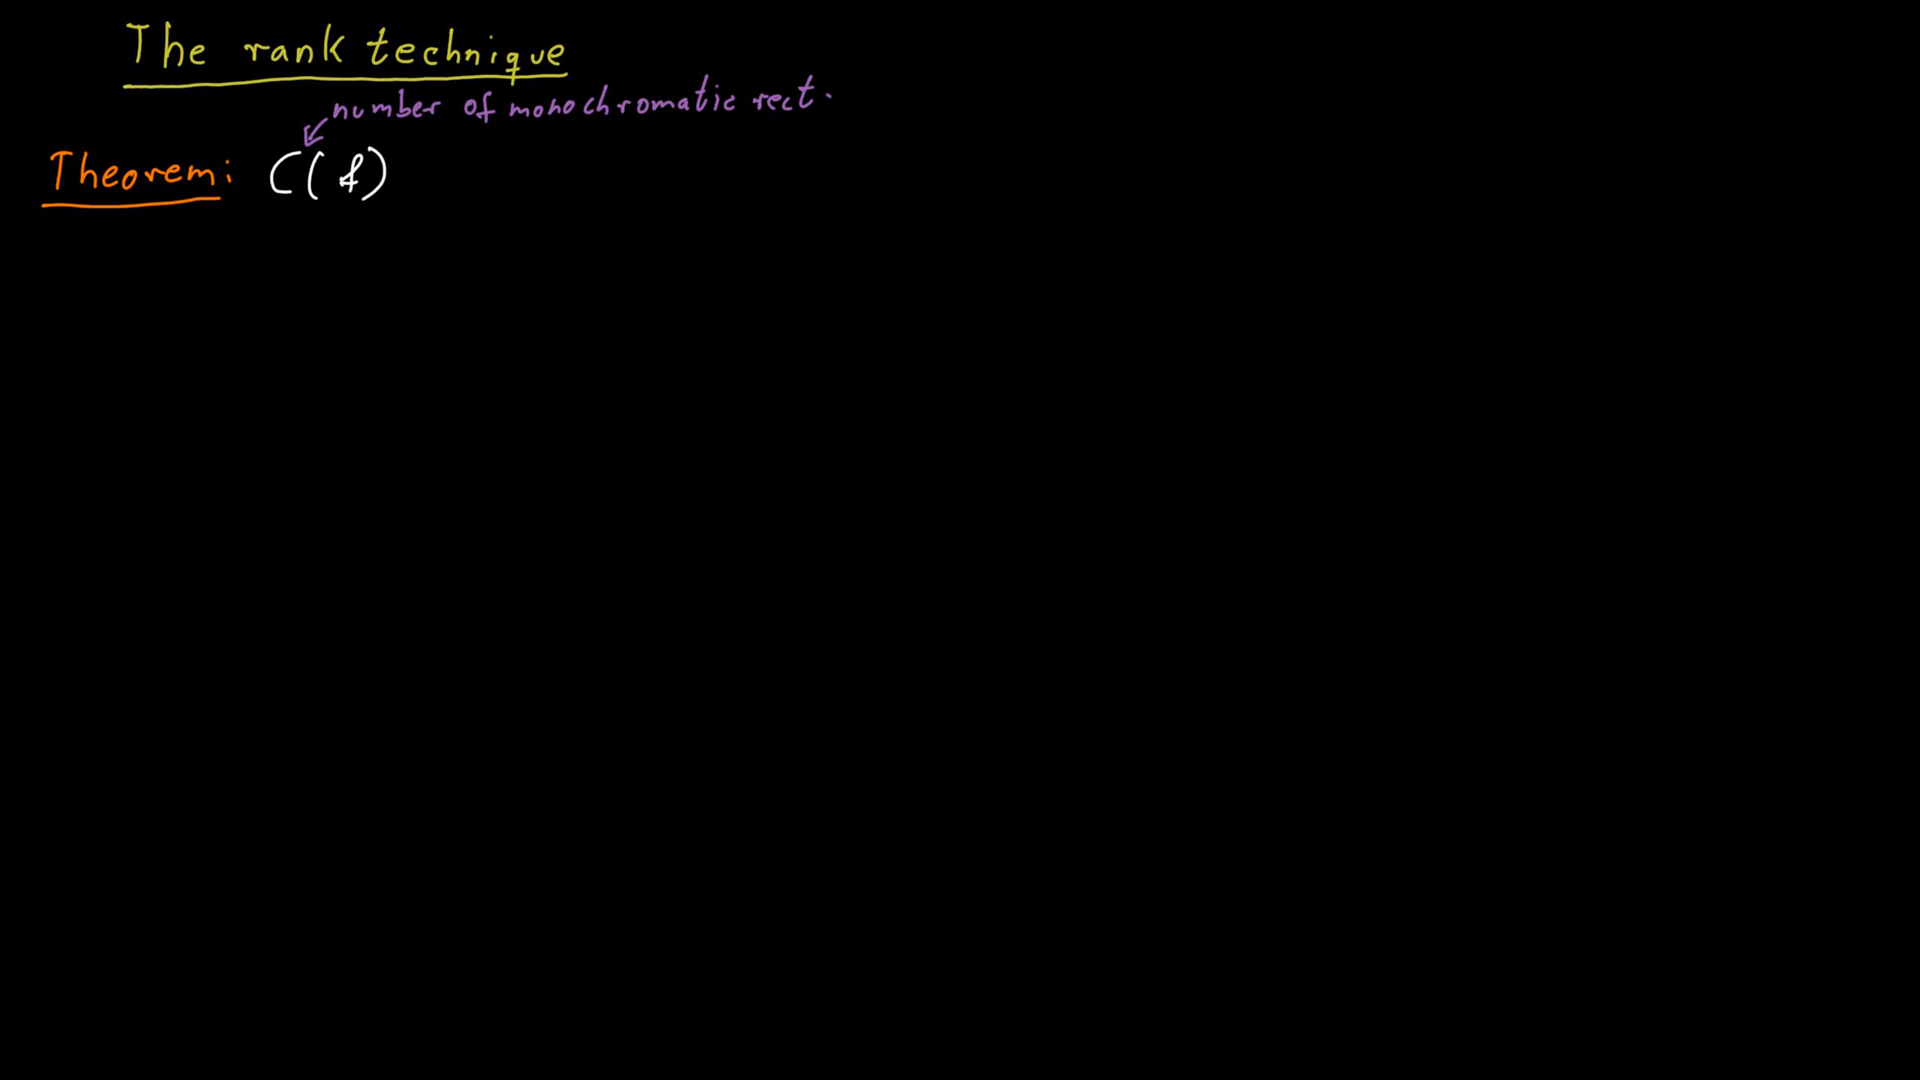 The rank technique
number of monochromatic rect.
Theorem: C(f)